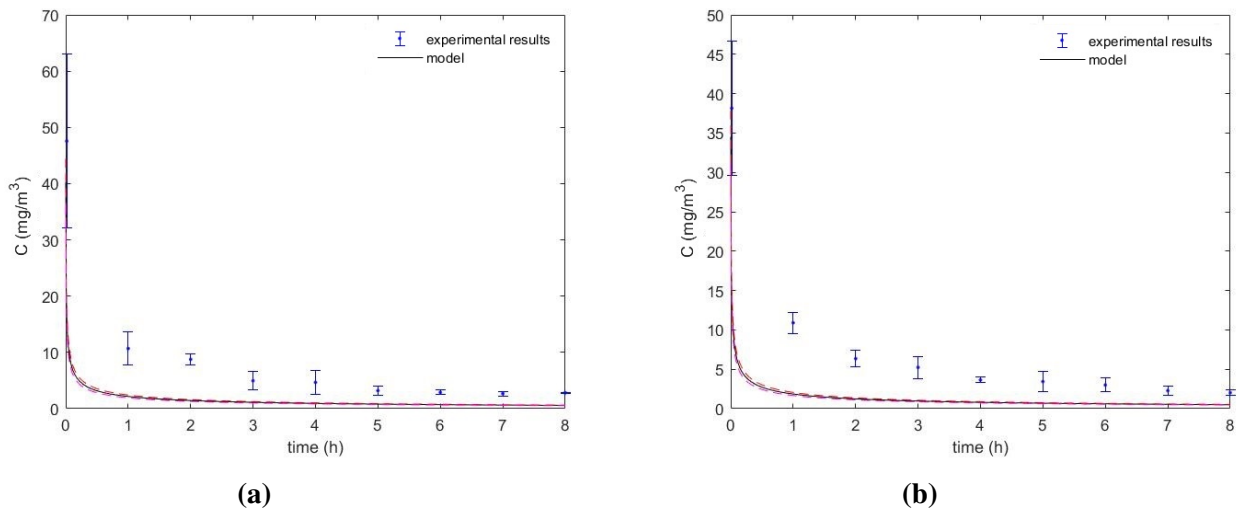 70
60
50
40
30
20
10
0
C (mg/m³)
experimental results
model
0 1 2 3 4 5 6 7 8
time (h)
(a)
50
45
40
35
30
25
20
15
10
5
0
C (mg/m³)
experimental results
model
0 1 2 3 4 5 6 7 8
time (h)
(b)